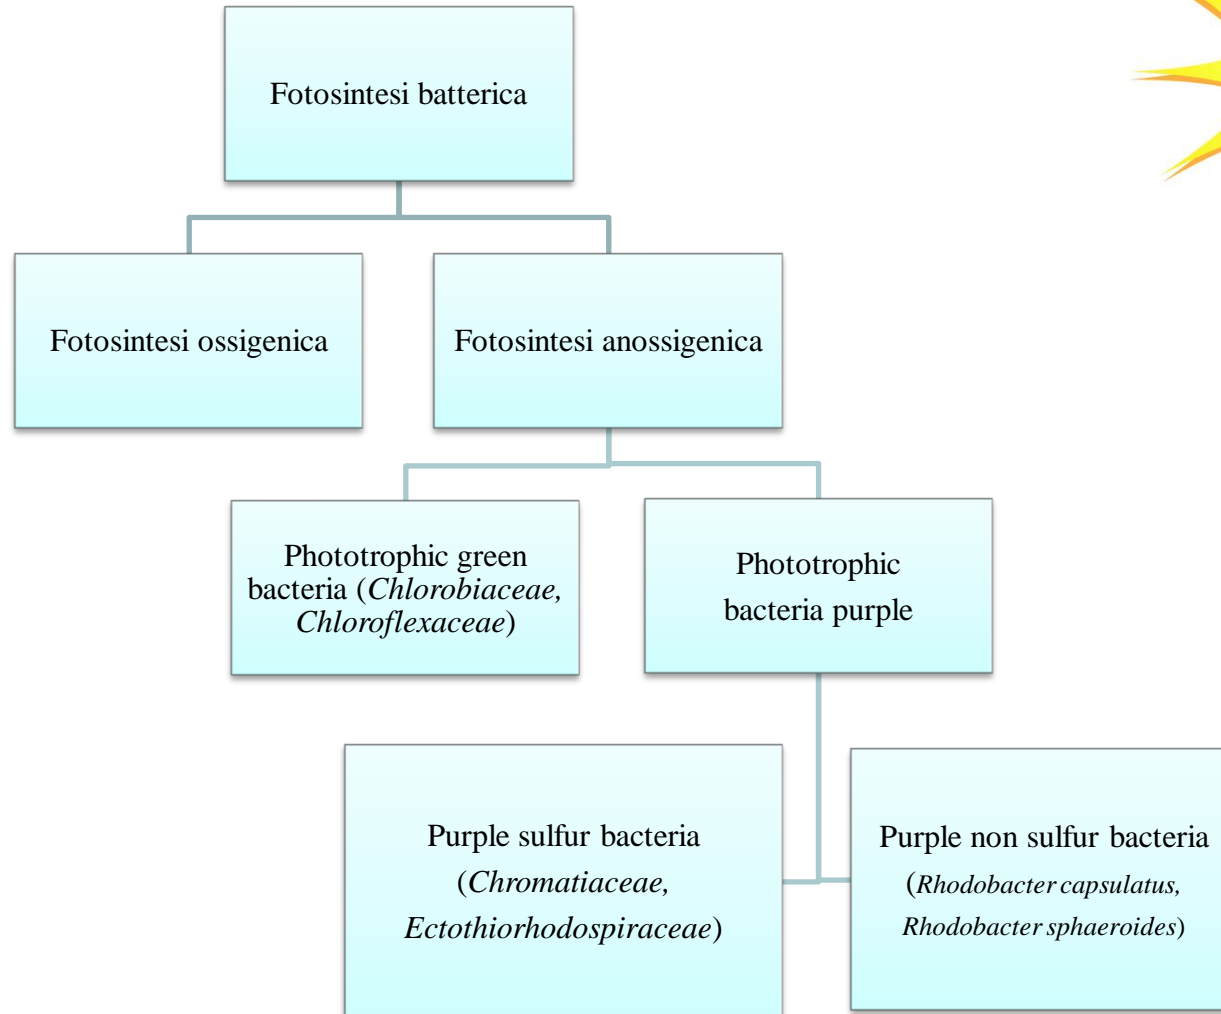 Fotosintesi batterica
Fotosintesi ossigenica
Fotosintesi anossigenica
Phototrophic green
bacteria (Chlorobiaceae,
Chloroflexaceae)
Phototrophic
bacteria purple
Purple sulfur bacteria
(Chromatiaceae,
Ectothiorhodospiraceae)
Purple non sulfur bacteria
(Rhodobacter capsulatus,
Rhodobacter sphaeroides)